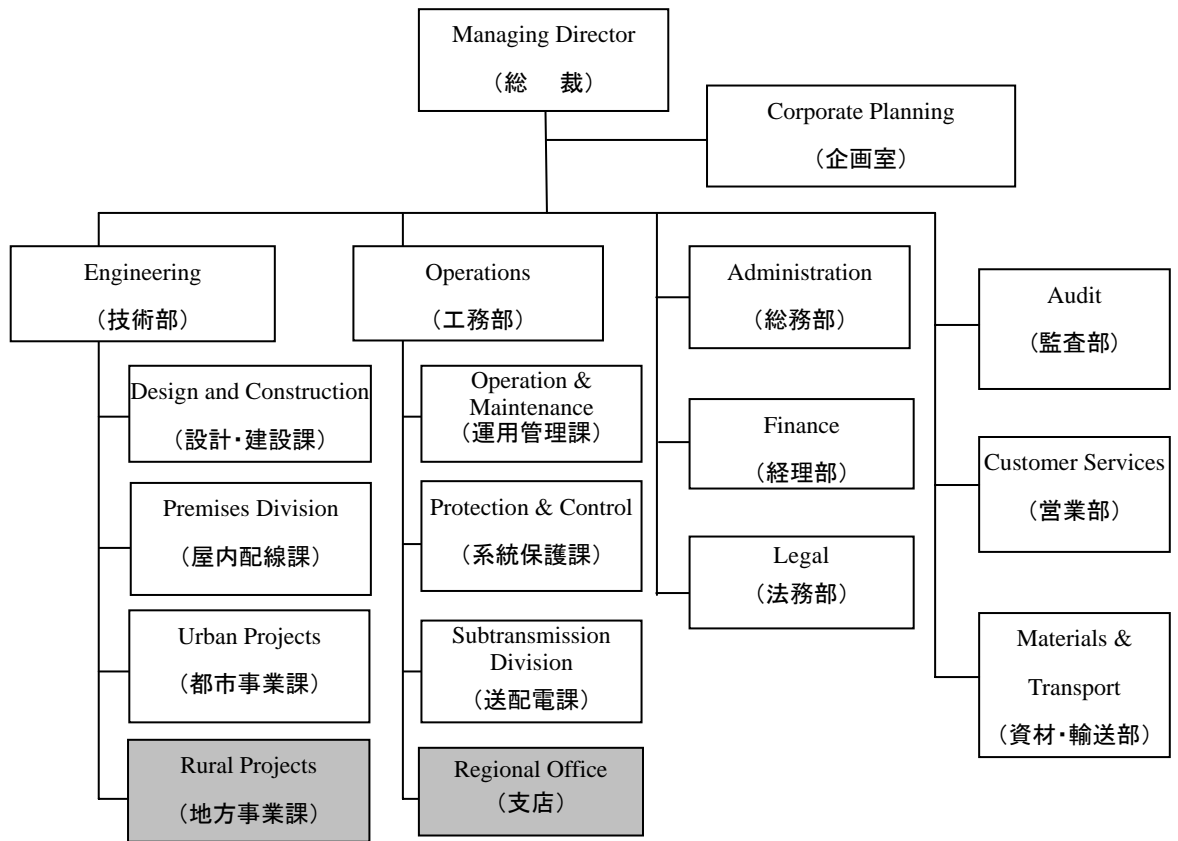 Managing Director
（総　裁）
Corporate Planning
（企画室）
Engineering
（技術部）
Operations
（工務部）
Administration
（総務部）
Audit
（監査部）
Design and Construction
（設計・建設課）
Operation &
Maintenance
（運用管理課）
Finance
（経理部）
Customer Services
（営業部）
Premises Division
（屋内配線課）
Protection & Control
（系統保護課）
Legal
（法務部）
Urban Projects
（都市事業課）
Subtransmission
Division
（送配電課）
Materials &
Transport
（資材・輸送部）
Rural Projects
（地方事業課）
Regional Office
（支店）